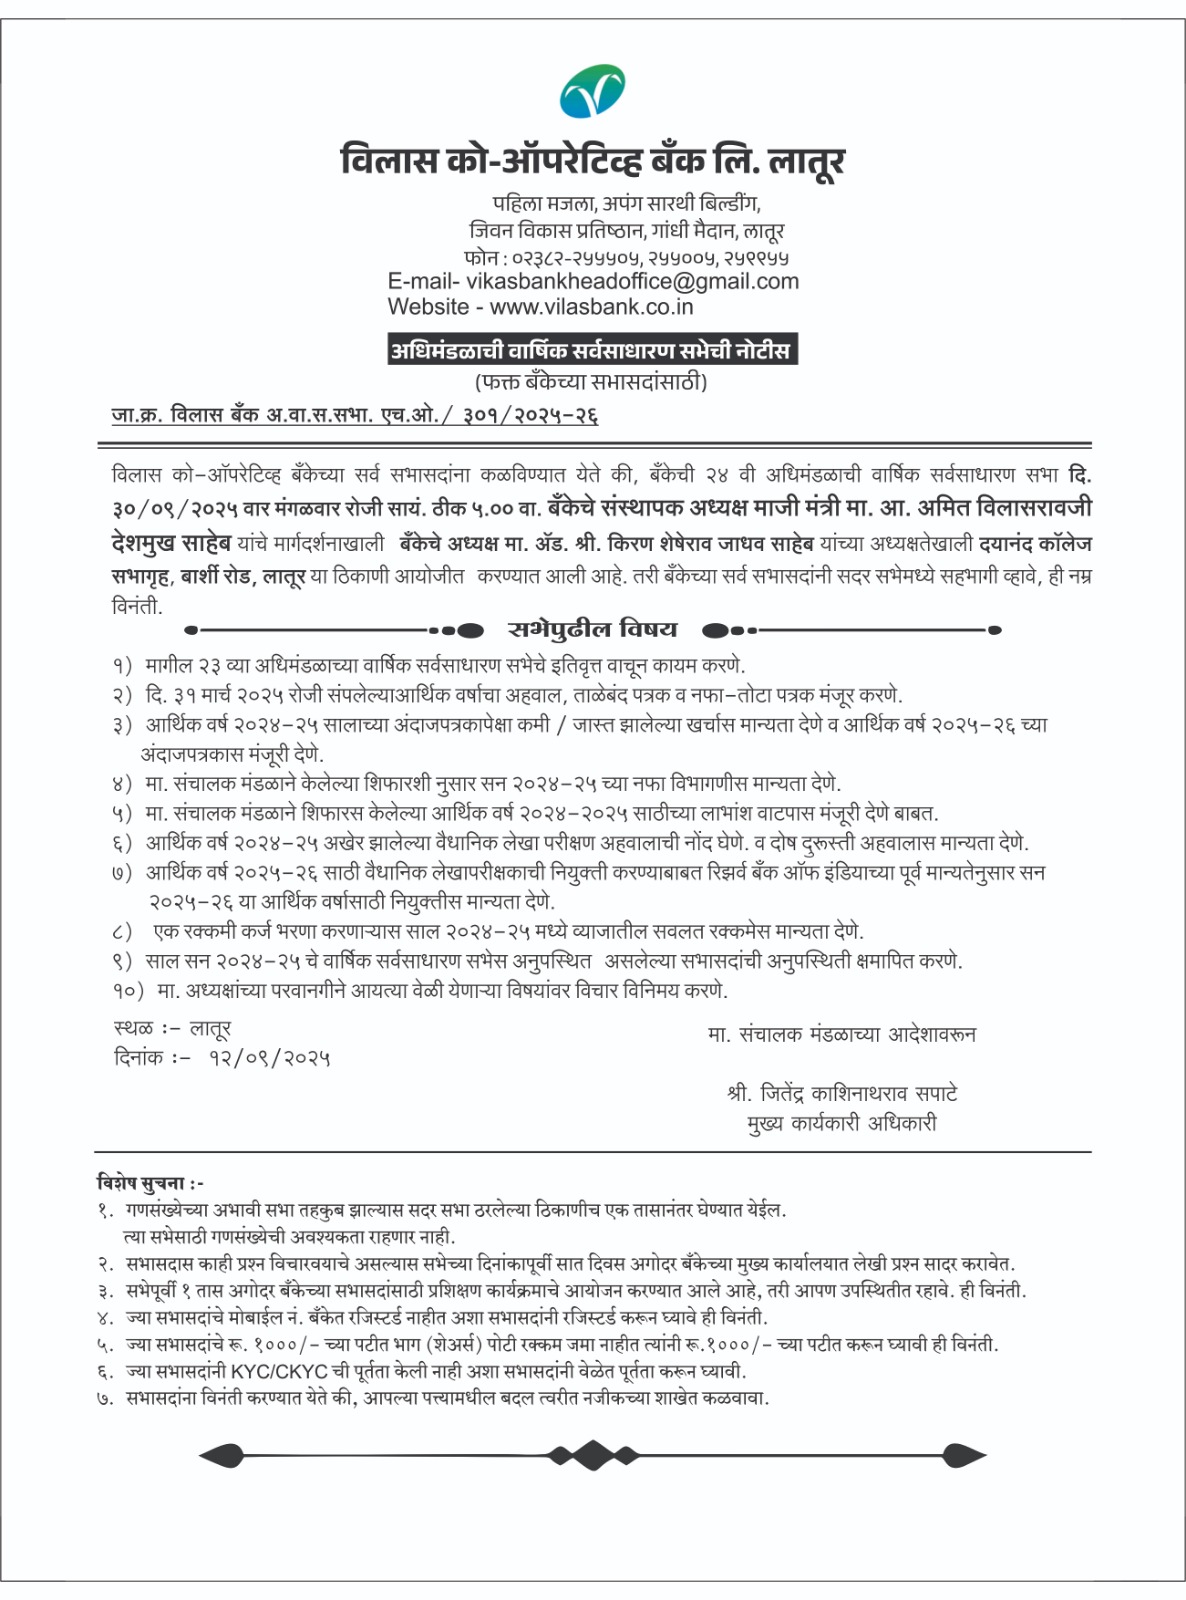 विलास को-ऑपरेटिव्ह बँक लि. लातूर
पहिला मजला, अपंग सारथी बिल्डींग,
जिवन विकास प्रतिष्ठान, गांधी मैदान, लातूर
फोन : ०२३८२-२५५५०५, २५५००५, २५९९५५
E-mail- vikasbankheadoffice@gmail.com
Website - www.vilasbank.co.in
अधिमंडळाची वार्षिक सर्वसाधारण सभेची नोटीस
(फक्त बँकेच्या सभासदांसाठी)
जा.क्र. विलास बँक अ.वा.स.सभा. एच.ओ./ ३०१/२०२५-२६
विलास को-ऑपरेटिव्ह बँकेच्या सर्व सभासदांना कळविण्यात येते की, बँकेची २४ वी अधिमंडळाची वार्षिक सर्वसाधारण सभा दि.
३०/०९/२०२५ वार मंगळवार रोजी सायं. ठीक ५.०० वा. बँकेचे संस्थापक अध्यक्ष माजी मंत्री मा. आ. अमित विलासरावजी
देशमुख साहेब यांचे मार्गदर्शनाखाली बँकेचे अध्यक्ष मा. ॲड. श्री. किरण शेषेराव जाधव साहेब यांच्या अध्यक्षतेखाली दयानंद कॉलेज
सभागृह, बार्शी रोड, लातूर या ठिकाणी आयोजीत करण्यात आली आहे. तरी बँकेच्या सर्व सभासदांनी सदर सभेमध्ये सहभागी व्हावे, ही नम्र
विनंती.
सभेपुढील विषय
१) मागील २३ व्या अधिमंडळाच्या वार्षिक सर्वसाधारण सभेचे इतिवृत्त वाचून कायम करणे.
२) दि. ३१ मार्च २०२५ रोजी संपलेल्याआर्थिक वर्षाचा अहवाल, ताळेबंद पत्रक व नफा-तोटा पत्रक मंजूर करणे.
३) आर्थिक वर्ष २०२४-२५ सालाच्या अंदाजपत्रकापेक्षा कमी / जास्त झालेल्या खर्चास मान्यता देणे व आर्थिक वर्ष २०२५-२६ च्या
अंदाजपत्रकास मंजूरी देणे.
४) मा. संचालक मंडळाने केलेल्या शिफारशी नुसार सन २०२४-२५ च्या नफा विभागणीस मान्यता देणे.
५) मा. संचालक मंडळाने शिफारस केलेल्या आर्थिक वर्ष २०२४-२०२५ साठीच्या लाभांश वाटपास मंजूरी देणे बाबत.
६) आर्थिक वर्ष २०२४-२५ अखेर झालेल्या वैधानिक लेखा परीक्षण अहवालाची नोंद घेणे. व दोष दुरूस्ती अहवालास मान्यता देणे.
७) आर्थिक वर्ष २०२५-२६ साठी वैधानिक लेखापरीक्षकाची नियुक्ती करण्याबाबत रिझर्व बँक ऑफ इंडियाच्या पूर्व मान्यतेनुसार सन
२०२५-२६ या आर्थिक वर्षासाठी नियुक्तीस मान्यता देणे.
८) एक रक्कमी कर्ज भरणा करणाऱ्यास साल २०२४-२५ मध्ये व्याजातील सवलत रक्कमेस मान्यता देणे.
९) साल सन २०२४-२५ चे वार्षिक सर्वसाधारण सभेस अनुपस्थित असलेल्या सभासदांची अनुपस्थिती क्षमापित करणे.
१०) मा. अध्यक्षांच्या परवानगीने आयत्या वेळी येणाऱ्या विषयांवर विचार विनिमय करणे.
स्थळ :- लातूर
मा. संचालक मंडळाच्या आदेशावरून
दिनांक :- १२/०९/२०२५
श्री. जितेंद्र काशिनाथराव सपाटे
मुख्य कार्यकारी अधिकारी
विशेष सुचना :-
१. गणसंख्येच्या अभावी सभा तहकुब झाल्यास सदर सभा ठरलेल्या ठिकाणीच एक तासानंतर घेण्यात येईल.
त्या सभेसाठी गणसंख्येची अवश्यकता राहणार नाही.
२. सभासदास काही प्रश्न विचारवयाचे असल्यास सभेच्या दिनांकापूर्वी सात दिवस अगोदर बँकेच्या मुख्य कार्यालयात लेखी प्रश्न सादर करावेत.
३. सभेपूर्वी १ तास अगोदर बँकेच्या सभासदांसाठी प्रशिक्षण कार्यक्रमाचे आयोजन करण्यात आले आहे, तरी आपण उपस्थितीत रहावे. ही विनंती.
४. ज्या सभासदांचे मोबाईल नं. बँकेत रजिस्टर्ड नाहीत अशा सभासदांनी रजिस्टर्ड करून घ्यावे ही विनंती.
५. ज्या सभासदांचे रू. १०००/- च्या पटीत भाग (शेअर्स) पोटी रक्कम जमा नाहीत त्यांनी रू.१०००/- च्या पटीत करून घ्यावी ही विनंती.
६. ज्या सभासदांनी KYC/CKYC ची पूर्तता केली नाही अशा सभासदांनी वेळेत पूर्तता करून घ्यावी.
७. सभासदांना विनंती करण्यात येते की, आपल्या पत्त्यामधील बदल त्वरीत नजीकच्या शाखेत कळवावा.